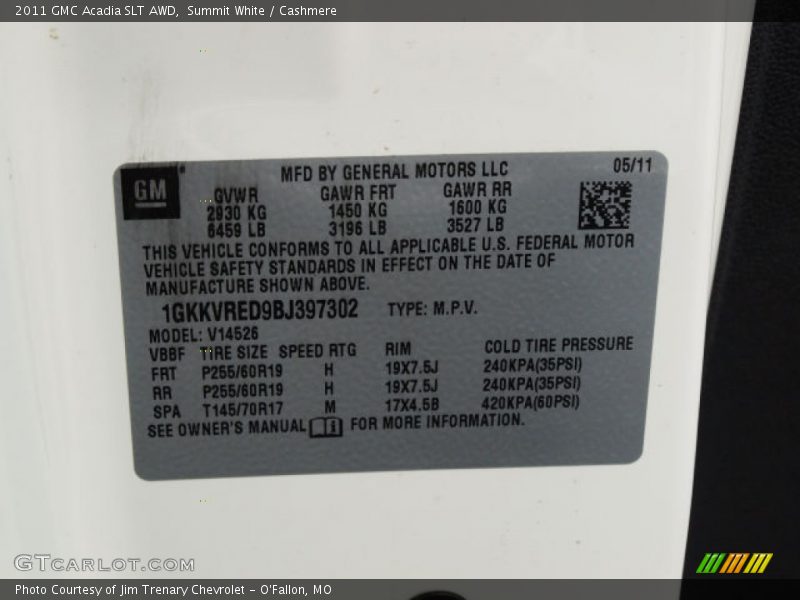 2011 GMC Acadia SLT AWD,  Summit White / Cashmere
GM
MFD BY GENERAL MOTORS LLC 05/11
GVWR GAWR FRT GAWR RR
2930 KG 1450 KG 1600 KG
6459 LB 3196 LB 3527 LB
THIS VEHICLE CONFORMS TO ALL APPLICABLE U.S. FEDERAL MOTOR
VEHICLE SAFETY STANDARDS IN EFFECT ON THE DATE OF
MANUFACTURE SHOWN ABOVE.
1GKKVRED9BJ397302 TYPE: M.P.V.
MODEL: V14526
VBBF TIRE SIZE SPEED RTG RIM COLD TIRE PRESSURE
FRT P255/60R19 H 19X7.5J 240KPA(35PSI)
RR P255/60R19 H 19X7.5J 240KPA(35PSI)
SPA T145/70R17 M 17X4.5B 420KPA(60PSI)
SEE OWNER'S MANUAL FOR MORE INFORMATION.
GTCARLOT.COM
Photo Courtesy of Jim Trenary Chevrolet - O'Fallon, MO